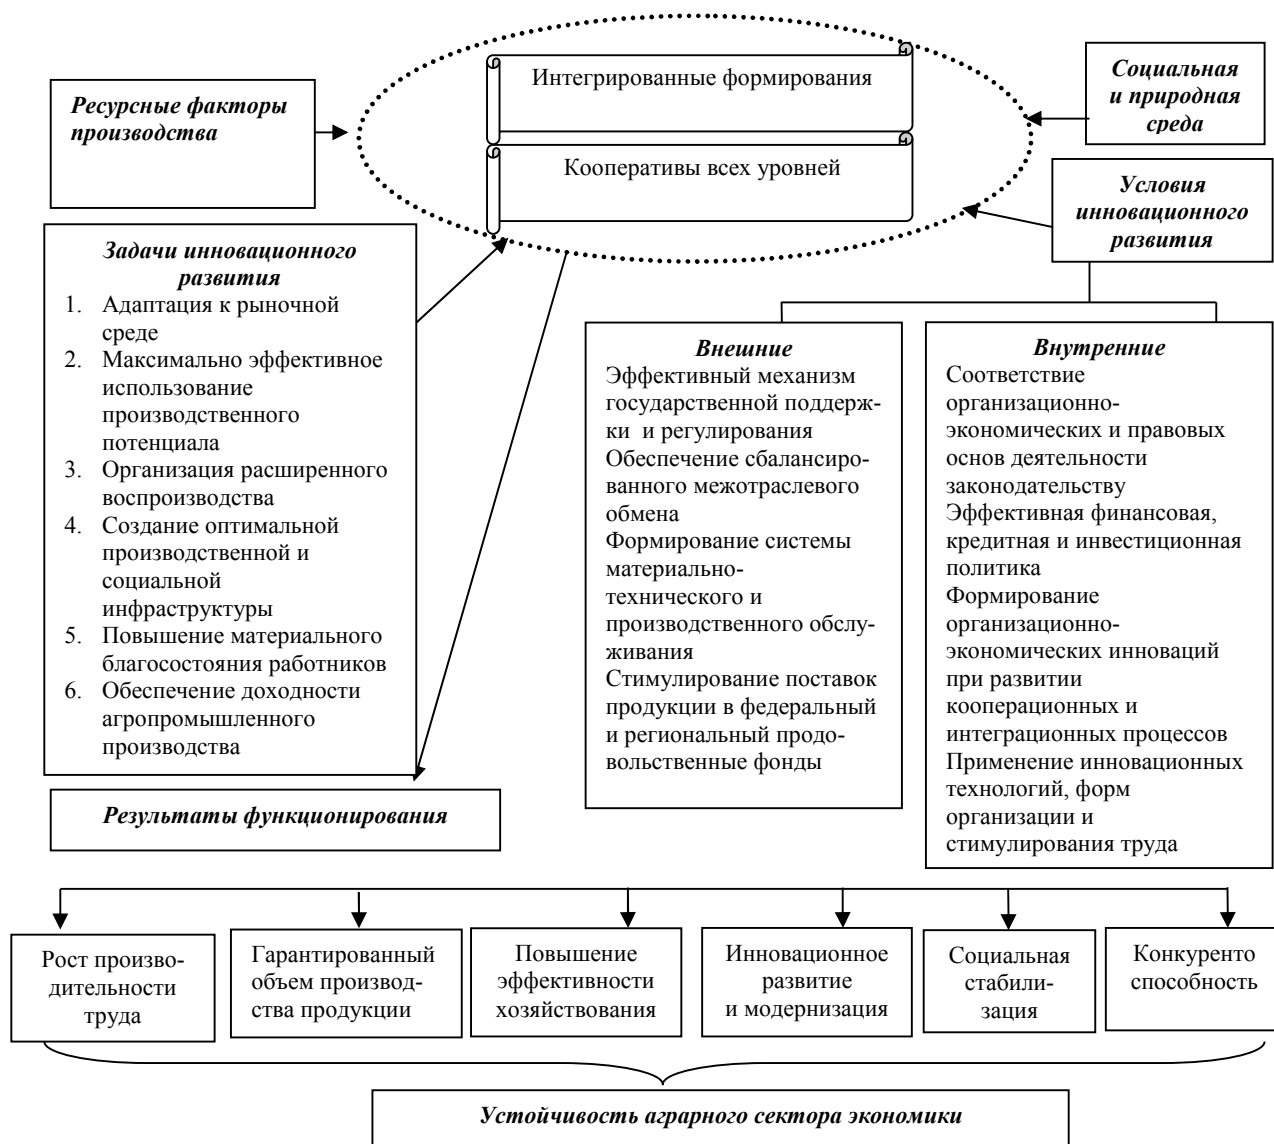 Интегрированные формирования
Кооперативы всех уровней
Ресурсные факторы
производства
Социальная
и природная
среда
Условия
инновационного
развития
Задачи инновационного
развития
1. Адаптация к рыночной
среде
2. Максимально эффективное
использование
производственного
потенциала
3. Организация расширенного
воспроизводства
4. Создание оптимальной
производственной и
социальной
инфраструктуры
5. Повышение материального
благосостояния работников
6. Обеспечение доходности
агропромышленного
производства
Внешние
Эффективный механизм
государственной поддерж-
ки и регулирования
Обеспечение сбалансиро-
ванного межотраслевого
обмена
Формирование системы
материально-
технического и
производственного обслу-
живания
Стимулирование поставок
продукции в федеральный
и региональный продо-
вольственные фонды
Внутренние
Соответствие
организационно-
экономических и правовых
основ деятельности
законодательству
Эффективная финансовая,
кредитная и инвестиционная
политика
Формирование
организационно-
экономических инноваций
при развитии
кооперационных и
интеграционных процессов
Применение инновационных
технологий, форм
организации и
стимулирования труда
Результаты функционирования
Рост произво-
дительности
труда
Гарантированный
объем производ-
ства продукции
Повышение
эффективности
хозяйствования
Инновационное
развитие
и модернизация
Социальная
стабили-
зация
Конкуренто
способность
Устойчивость аграрного сектора экономики